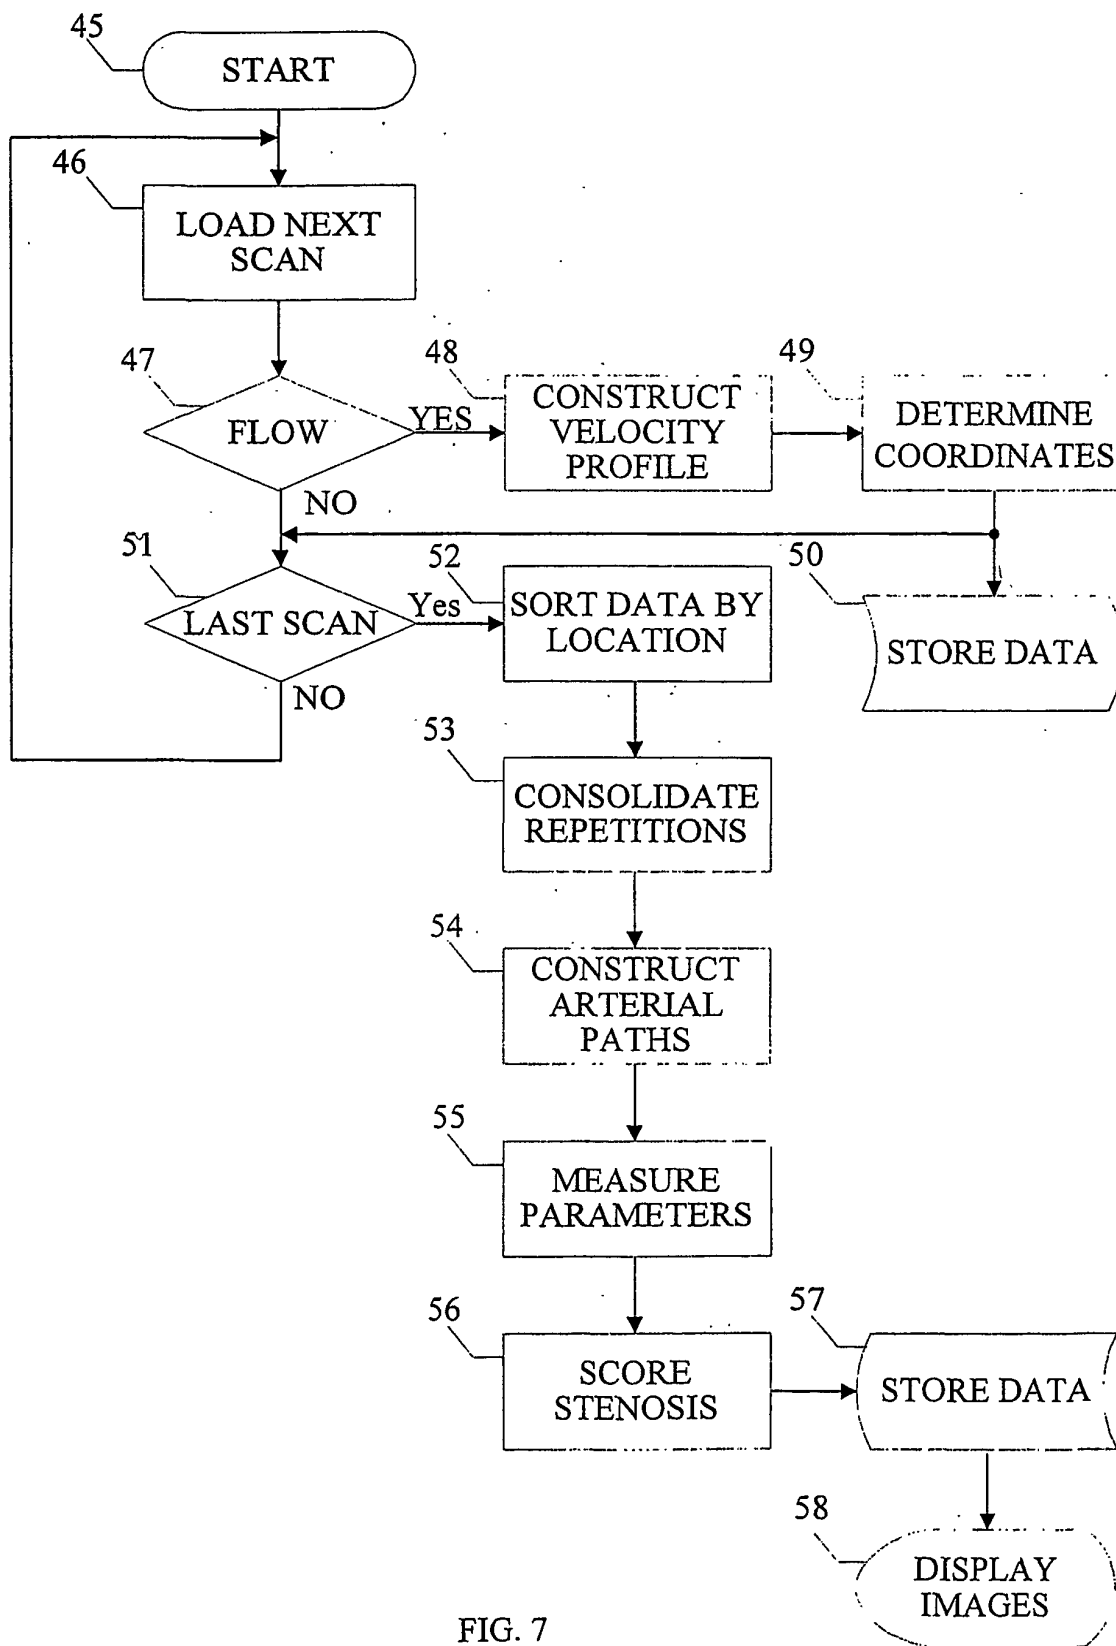 45
START
46
LOAD NEXT
SCAN
47
FLOW
YES
NO
48
CONSTRUCT
VELOCITY
PROFILE
49
DETERMINE
COORDINATES
50
STORE DATA
51
LAST SCAN
Yes
NO
52
SORT DATA BY
LOCATION
53
CONSOLIDATE
REPETITIONS
54
CONSTRUCT
ARTERIAL
PATHS
55
MEASURE
PARAMETERS
56
SCORE
STENOSIS
57
STORE DATA
58
DISPLAY
IMAGES
FIG. 7